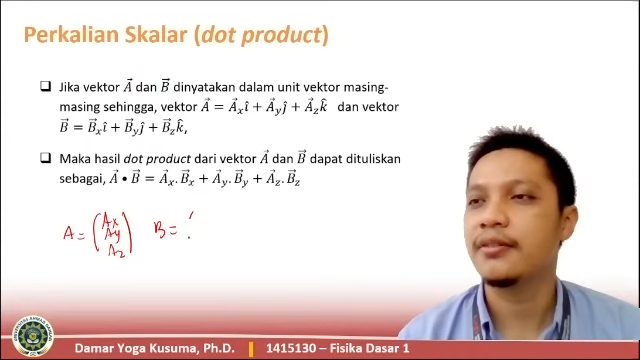 Perkalian Skalar (dot product)
❑ Jika vektor A⃗ dan B⃗ dinyatakan dalam unit vektor masing-
masing sehingga, vektor A⃗ = A⃗ₓî + A⃗ᵧĵ + A⃗_z k̂ dan vektor
B⃗ = B⃗ₓî + B⃗ᵧĵ + B⃗_z k̂,
❑ Maka hasil dot product dari vektor A⃗ dan B⃗ dapat dituliskan
sebagai, A⃗ • B⃗ = A⃗ₓ.B⃗ₓ + A⃗ᵧ.B⃗ᵧ + A⃗_z.B⃗_z
A = (Ax
Ay
Az) B = (
Damar Yoga Kusuma, Ph.D. | 1415130 – Fisika Dasar 1